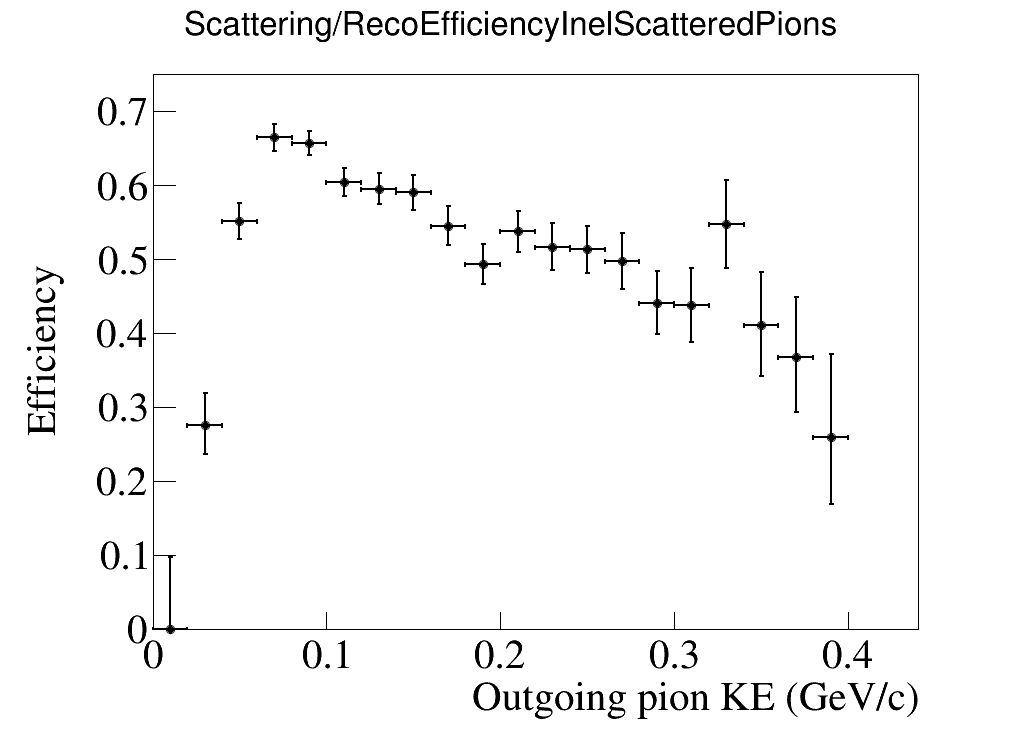 Scattering/RecoEfficiencyInelScatteredPions
0.7
0.6
0.5
0.4
0.3
0.2
0.1
0
Efficiency
0 0.1 0.2 0.3 0.4
Outgoing pion KE (GeV/c)